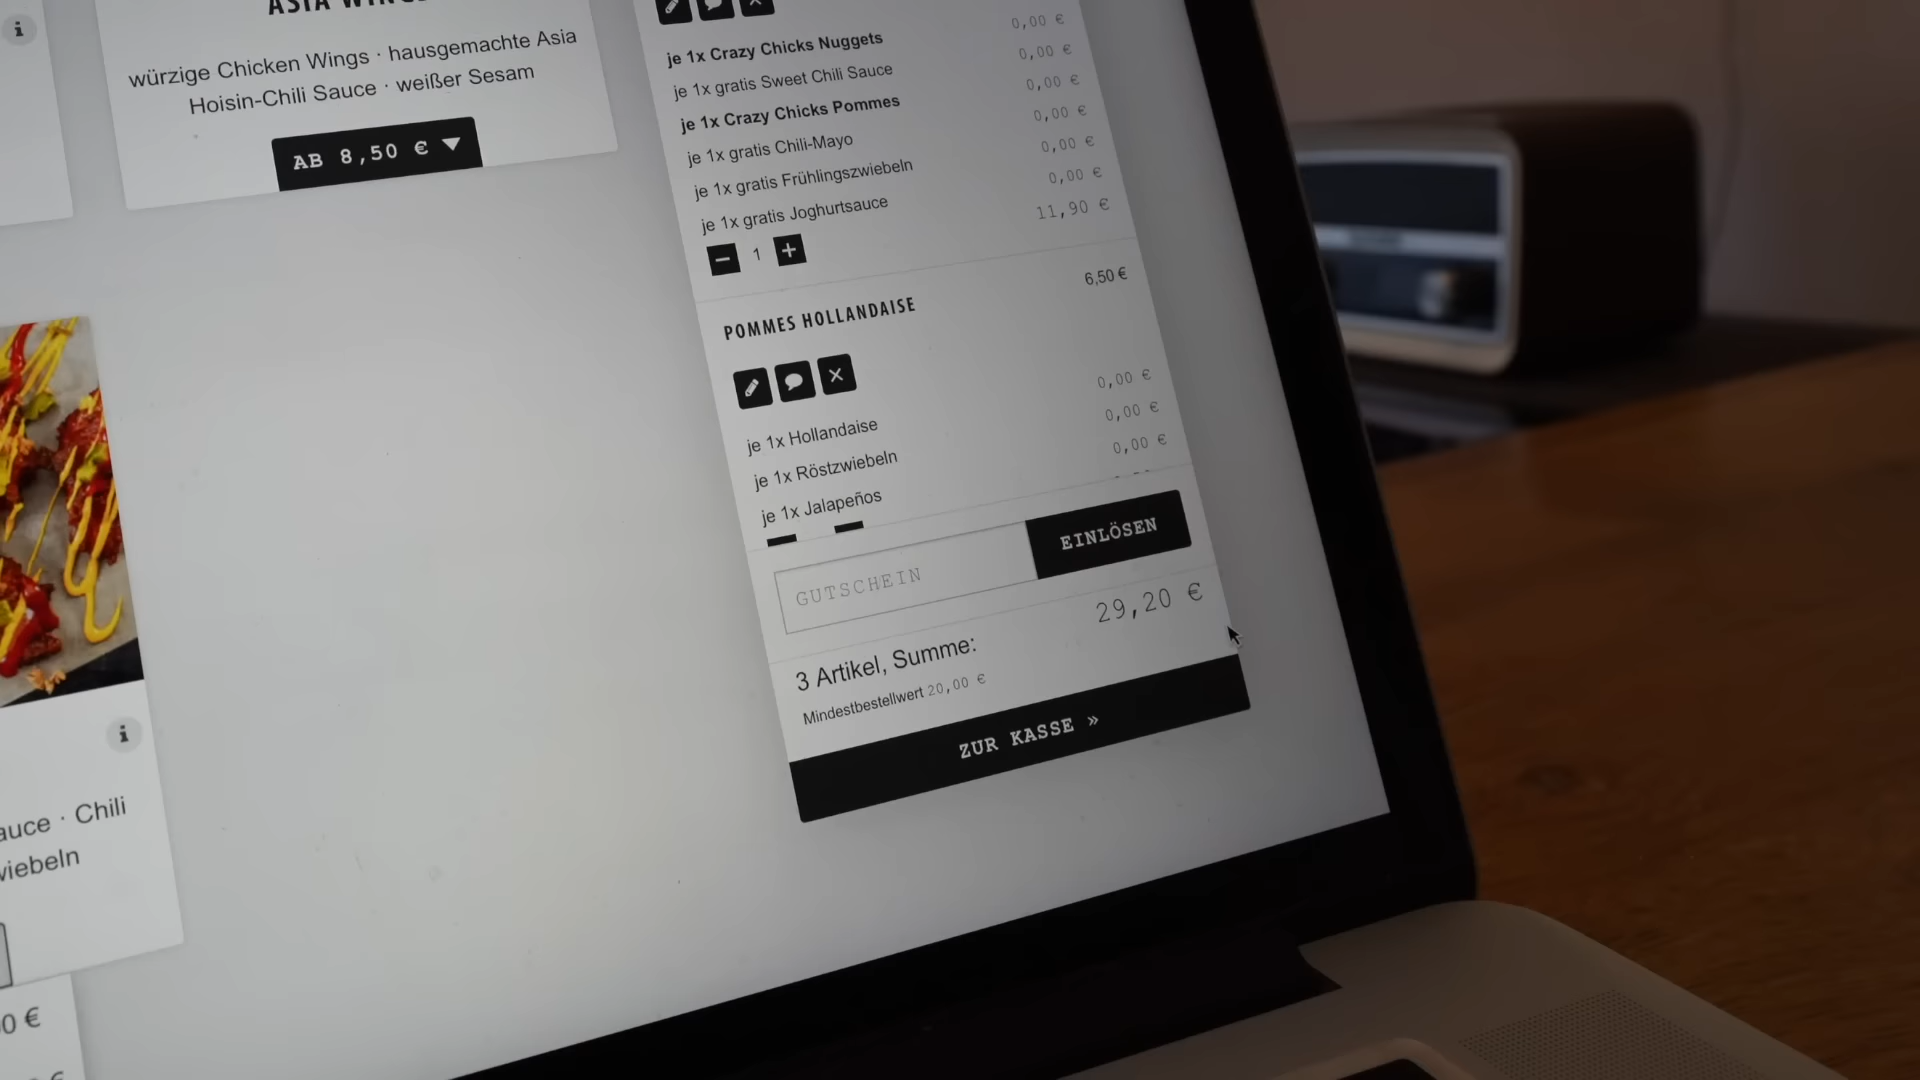 ASIA WINGS
würzige Chicken Wings · hausgemachte Asia
Hoisin-Chili Sauce · weißer Sesam
AB 8,50 € ▼
i
i
auce · Chili
wiebeln
0 €
€
0,00 €
je 1x Crazy Chicks Nuggets 0,00 €
je 1x gratis Sweet Chili Sauce 0,00 €
je 1x Crazy Chicks Pommes 0,00 €
je 1x gratis Chili-Mayo 0,00 €
je 1x gratis Frühlingszwiebeln 0,00 €
je 1x gratis Joghurtsauce 11,90 €
− 1 +
POMMES HOLLANDAISE 6,50 €
je 1x Hollandaise 0,00 €
je 1x Röstzwiebeln 0,00 €
je 1x Jalapeños 0,00 €
GUTSCHEIN EINLÖSEN
3 Artikel, Summe: 29,20 €
Mindestbestellwert 20,00 €
ZUR KASSE »